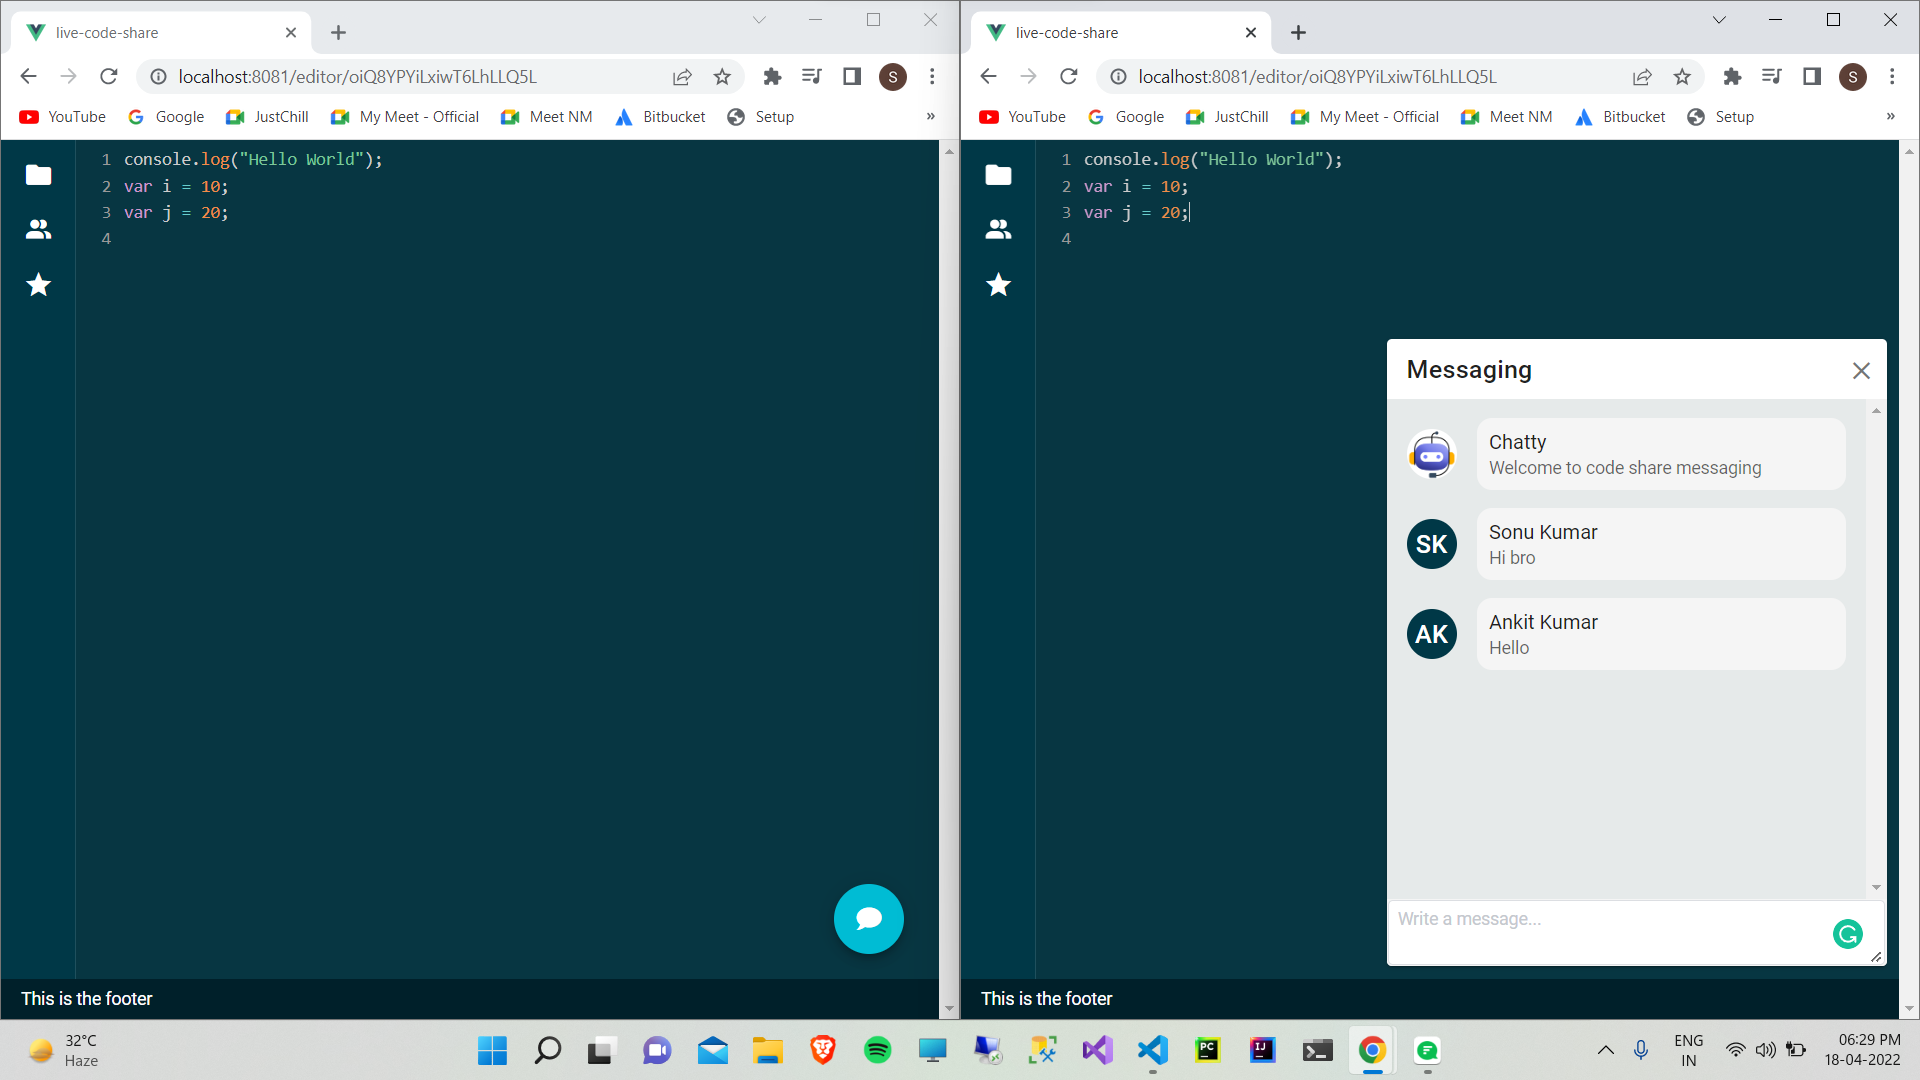 live-code-share
localhost:8081/editor/oiQ8YPYiLxiwT6LhLLQ5L
S
YouTube Google JustChill My Meet - Official Meet NM Bitbucket Setup »
1 console.log("Hello World");
2 var i = 10;
3 var j = 20;
4
This is the footer
live-code-share
localhost:8081/editor/oiQ8YPYiLxiwT6LhLLQ5L
S
YouTube Google JustChill My Meet - Official Meet NM Bitbucket Setup »
1 console.log("Hello World");
2 var i = 10;
3 var j = 20;
4
Messaging
Chatty
Welcome to code share messaging
SK
Sonu Kumar
Hi bro
AK
Ankit Kumar
Hello
Write a message...
This is the footer
32°C
Haze
PC
IJ
ENG
IN
06:29 PM
18-04-2022